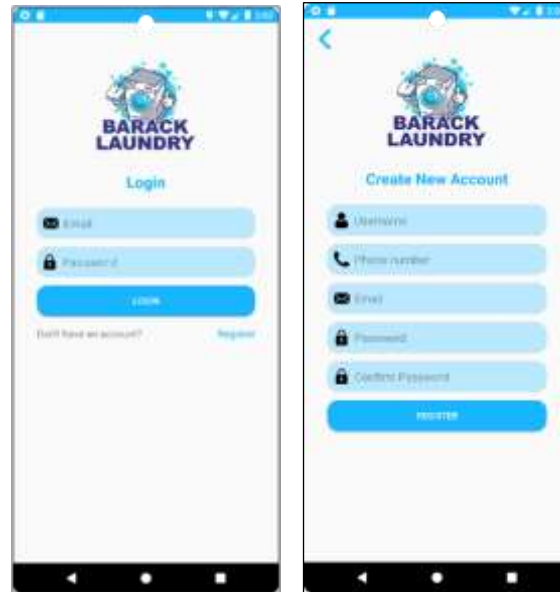 BARACK
LAUNDRY
Login
Email
Password
LOGIN
Don't have an account? Register
BARACK
LAUNDRY
Create New Account
Username
Phone number
Email
Password
Confirm Password
REGISTER